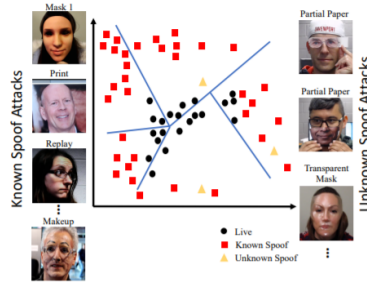 Mask 1
Print
Replay
Makeup
Known Spoof Attacks
Live
Known Spoof
Unknown Spoof
Partial Paper
Partial Paper
Transparent
Mask
Unknown Spoof Attacks